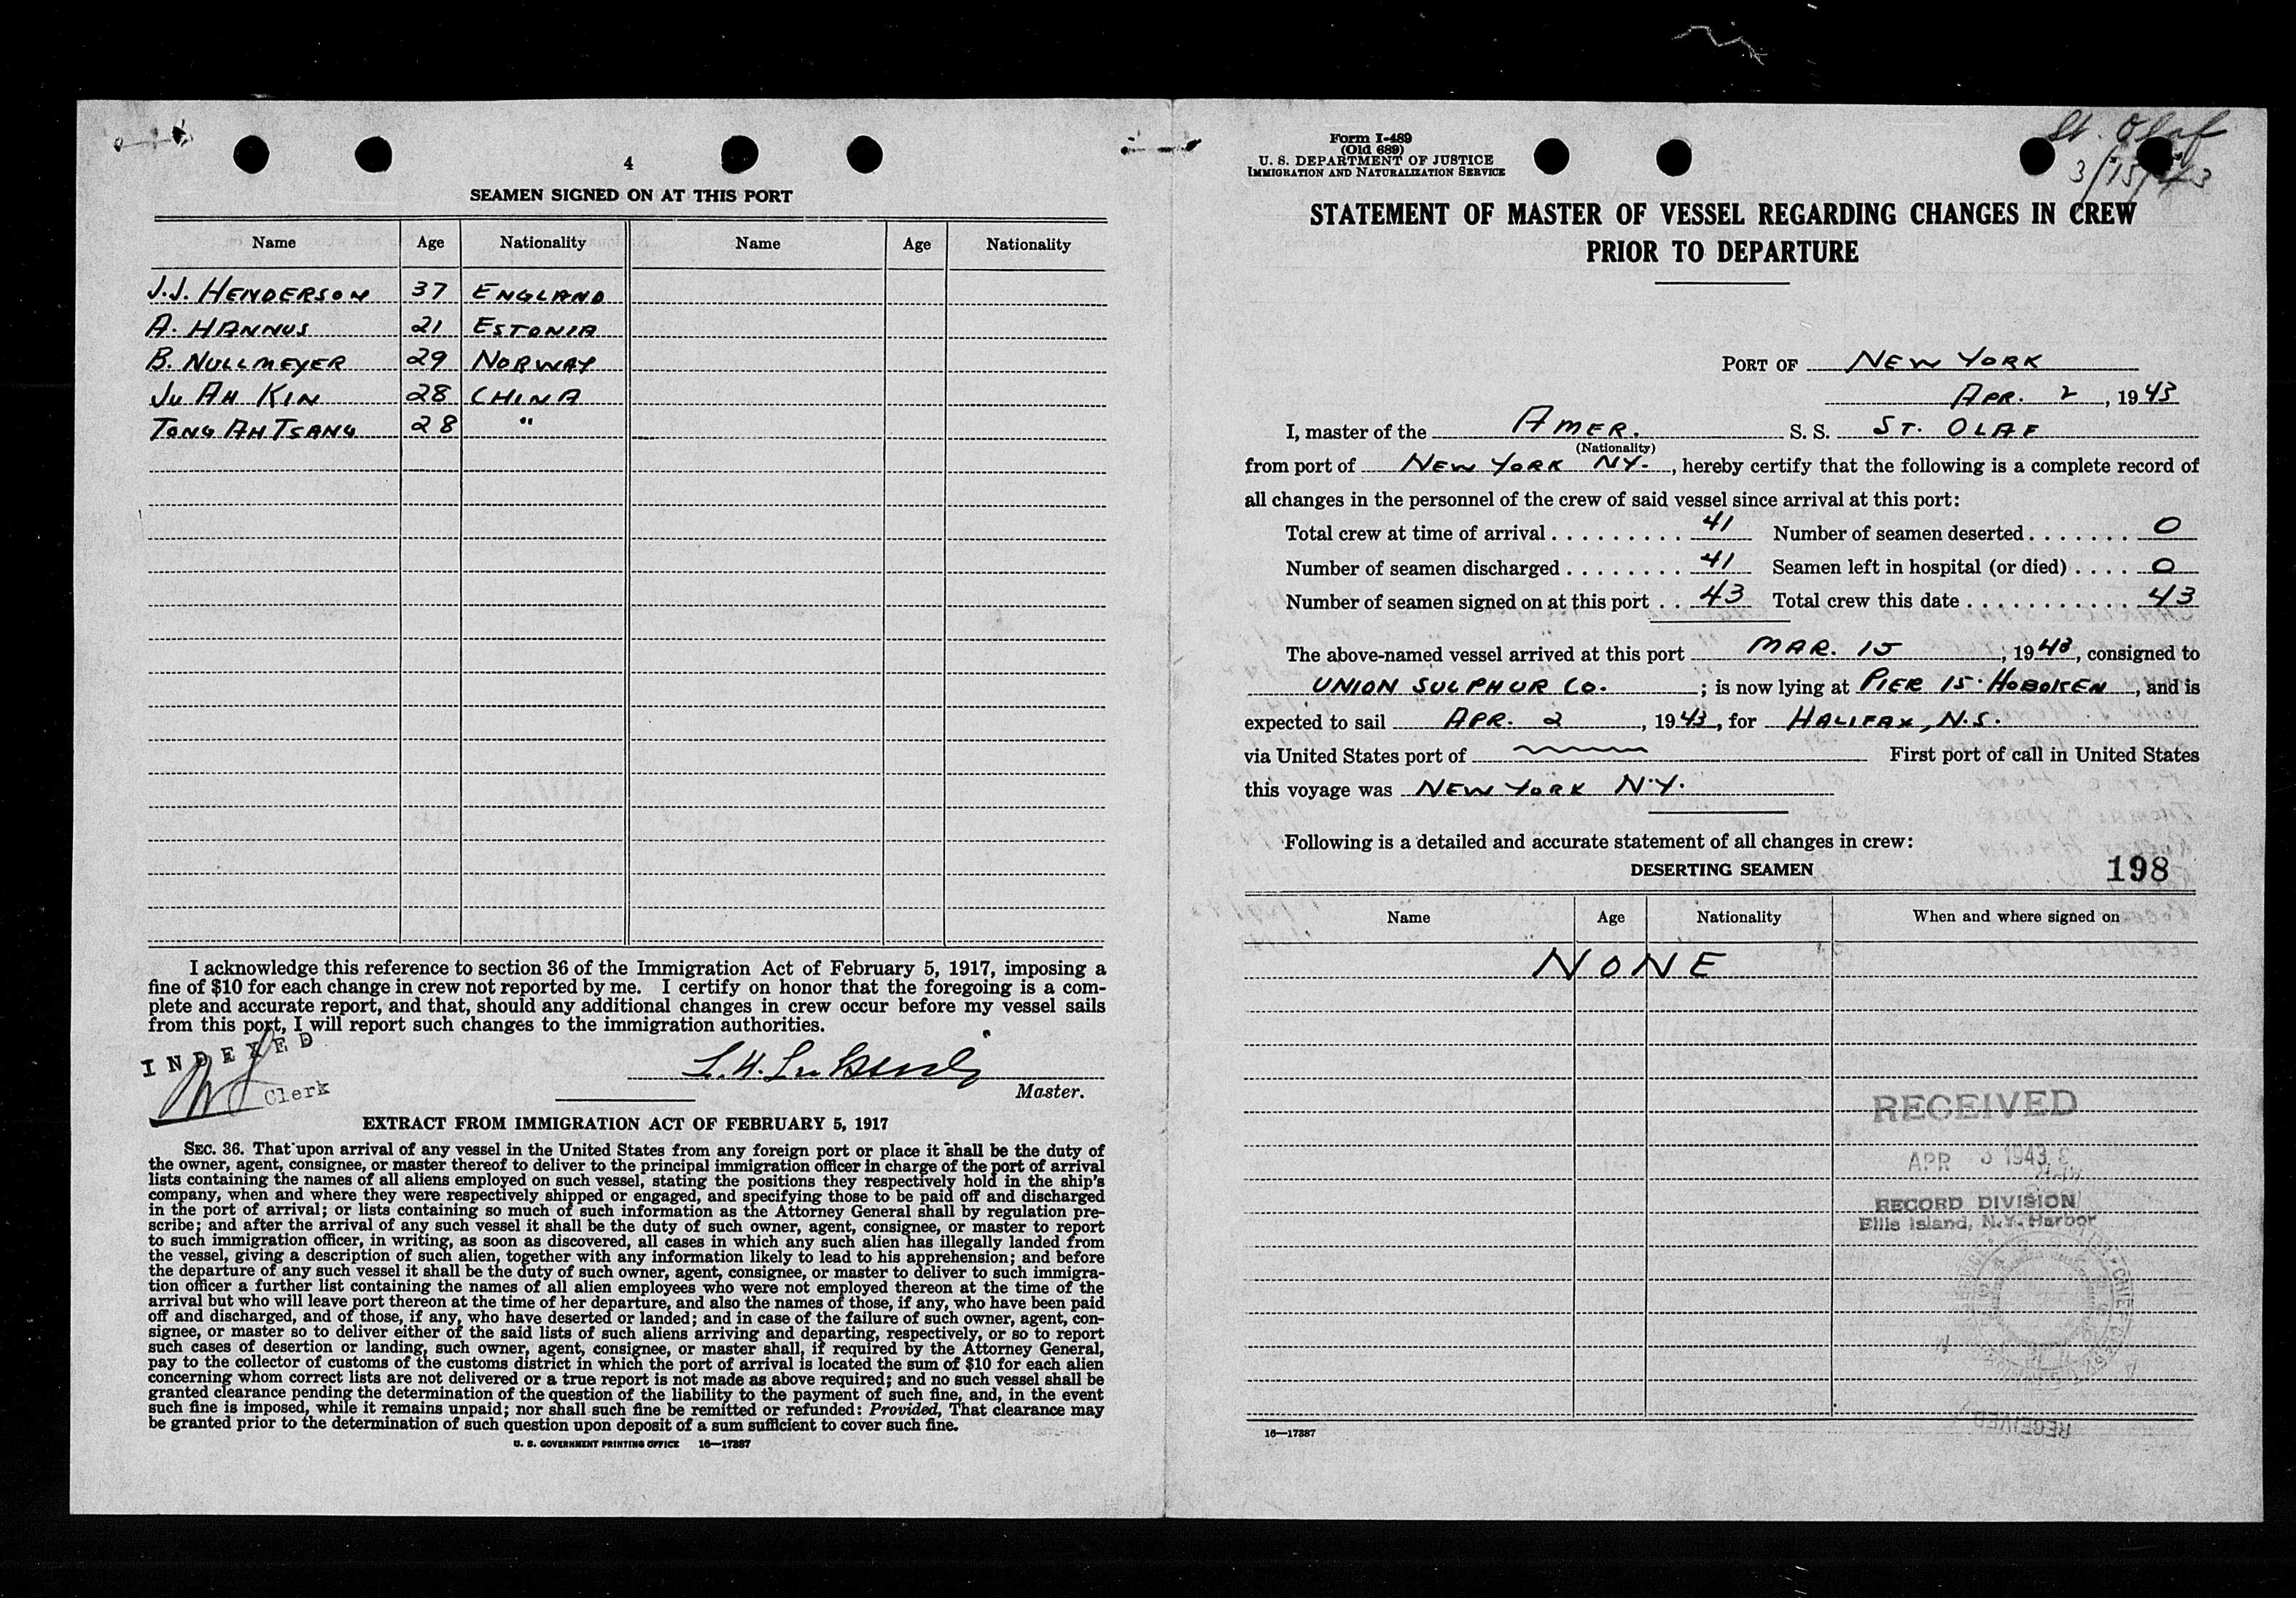 4
SEAMEN SIGNED ON AT THIS PORT
Name Age Nationality Name Age Nationality
J.J. HENDERSON 37 ENGLAND
A. HANNUS 21 ESTONIA
B. NULLMEYER 29 NORWAY
JU AH KIN 28 CHINA
TONG AH TSANG 28 "
I acknowledge this reference to section 36 of the Immigration Act of February 5, 1917, imposing a
fine of $10 for each change in crew not reported by me. I certify on honor that the foregoing is a com-
plete and accurate report, and that, should any additional changes in crew occur before my vessel sails
from this port, I will report such changes to the immigration authorities.
INDEXED
Clerk
Master.
EXTRACT FROM IMMIGRATION ACT OF FEBRUARY 5, 1917
SEC. 36. That upon arrival of any vessel in the United States from any foreign port or place it shall be the duty of
the owner, agent, consignee, or master thereof to deliver to the principal immigration officer in charge of the port of arrival
lists containing the names of all aliens employed on such vessel, stating the positions they respectively hold in the ship's
company, when and where they were respectively shipped or engaged, and specifying those to be paid off and discharged
in the port of arrival; or lists containing so much of such information as the Attorney General shall by regulation pre-
scribe; and after the arrival of any such vessel it shall be the duty of such owner, agent, consignee, or master to report
to such immigration officer, in writing, as soon as discovered, all cases in which any such alien has illegally landed from
the vessel, giving a description of such alien, together with any information likely to lead to his apprehension; and before
the departure of any such vessel it shall be the duty of such owner, agent, consignee, or master to deliver to such immigra-
tion officer a further list containing the names of all alien employees who were not employed thereon at the time of the
arrival but who will leave port thereon at the time of her departure, and also the names of those, if any, who have been paid
off and discharged, and of those, if any, who have deserted or landed; and in case of the failure of such owner, agent, con-
signee, or master so to deliver either of the said lists of such aliens arriving and departing, respectively, or so to report
such cases of desertion or landing, such owner, agent, consignee, or master shall, if required by the Attorney General,
pay to the collector of customs of the customs district in which the port of arrival is located the sum of $10 for each alien
concerning whom correct lists are not delivered or a true report is not made as above required; and no such vessel shall be
granted clearance pending the determination of the question of the liability to the payment of such fine, and, in the event
such fine is imposed, while it remains unpaid; nor shall such fine be remitted or refunded: Provided, That clearance may
be granted prior to the determination of such question upon deposit of a sum sufficient to cover such fine.
U. S. GOVERNMENT PRINTING OFFICE 16—17387
Form I-489
(Old 689)
U. S. DEPARTMENT OF JUSTICE
IMMIGRATION AND NATURALIZATION SERVICE
St. Olaf
3/15/43
STATEMENT OF MASTER OF VESSEL REGARDING CHANGES IN CREW
PRIOR TO DEPARTURE
PORT OF NEW YORK
APR. 2, 1943
I, master of the AMER. S. S. ST. OLAF
(Nationality)
from port of NEW YORK NY., hereby certify that the following is a complete record of
all changes in the personnel of the crew of said vessel since arrival at this port:
Total crew at time of arrival 41 Number of seamen deserted 0
Number of seamen discharged 41 Seamen left in hospital (or died) 0
Number of seamen signed on at this port 43 Total crew this date 43
The above-named vessel arrived at this port MAR. 15, 1943, consigned to
UNION SULPHUR CO.; is now lying at PIER 15 HOBOKEN, and is
expected to sail APR. 2, 1943, for HALIFAX, N.S.
via United States port of First port of call in United States
this voyage was NEW YORK N.Y.
Following is a detailed and accurate statement of all changes in crew:
DESERTING SEAMEN 198
Name Age Nationality When and where signed on
NONE
RECEIVED
APR 1943
RECORD DIVISION
Ellis Island, N.Y. Harbor
RECEIVED
16—17387